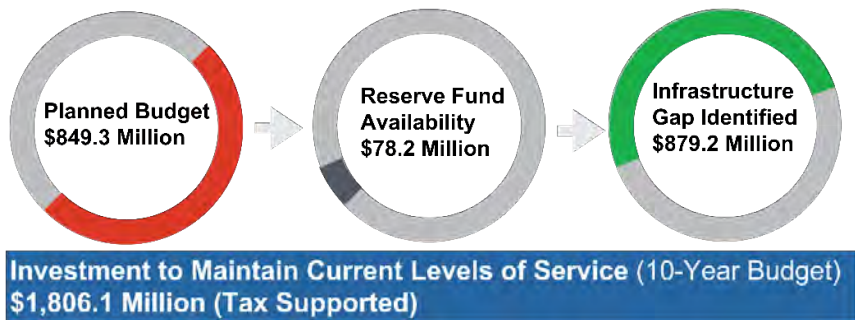 Planned Budget
$849.3 Million
Reserve Fund
Availability
$78.2 Million
Infrastructure
Gap Identified
$879.2 Million
Investment to Maintain Current Levels of Service (10-Year Budget)
$1,806.1 Million (Tax Supported)